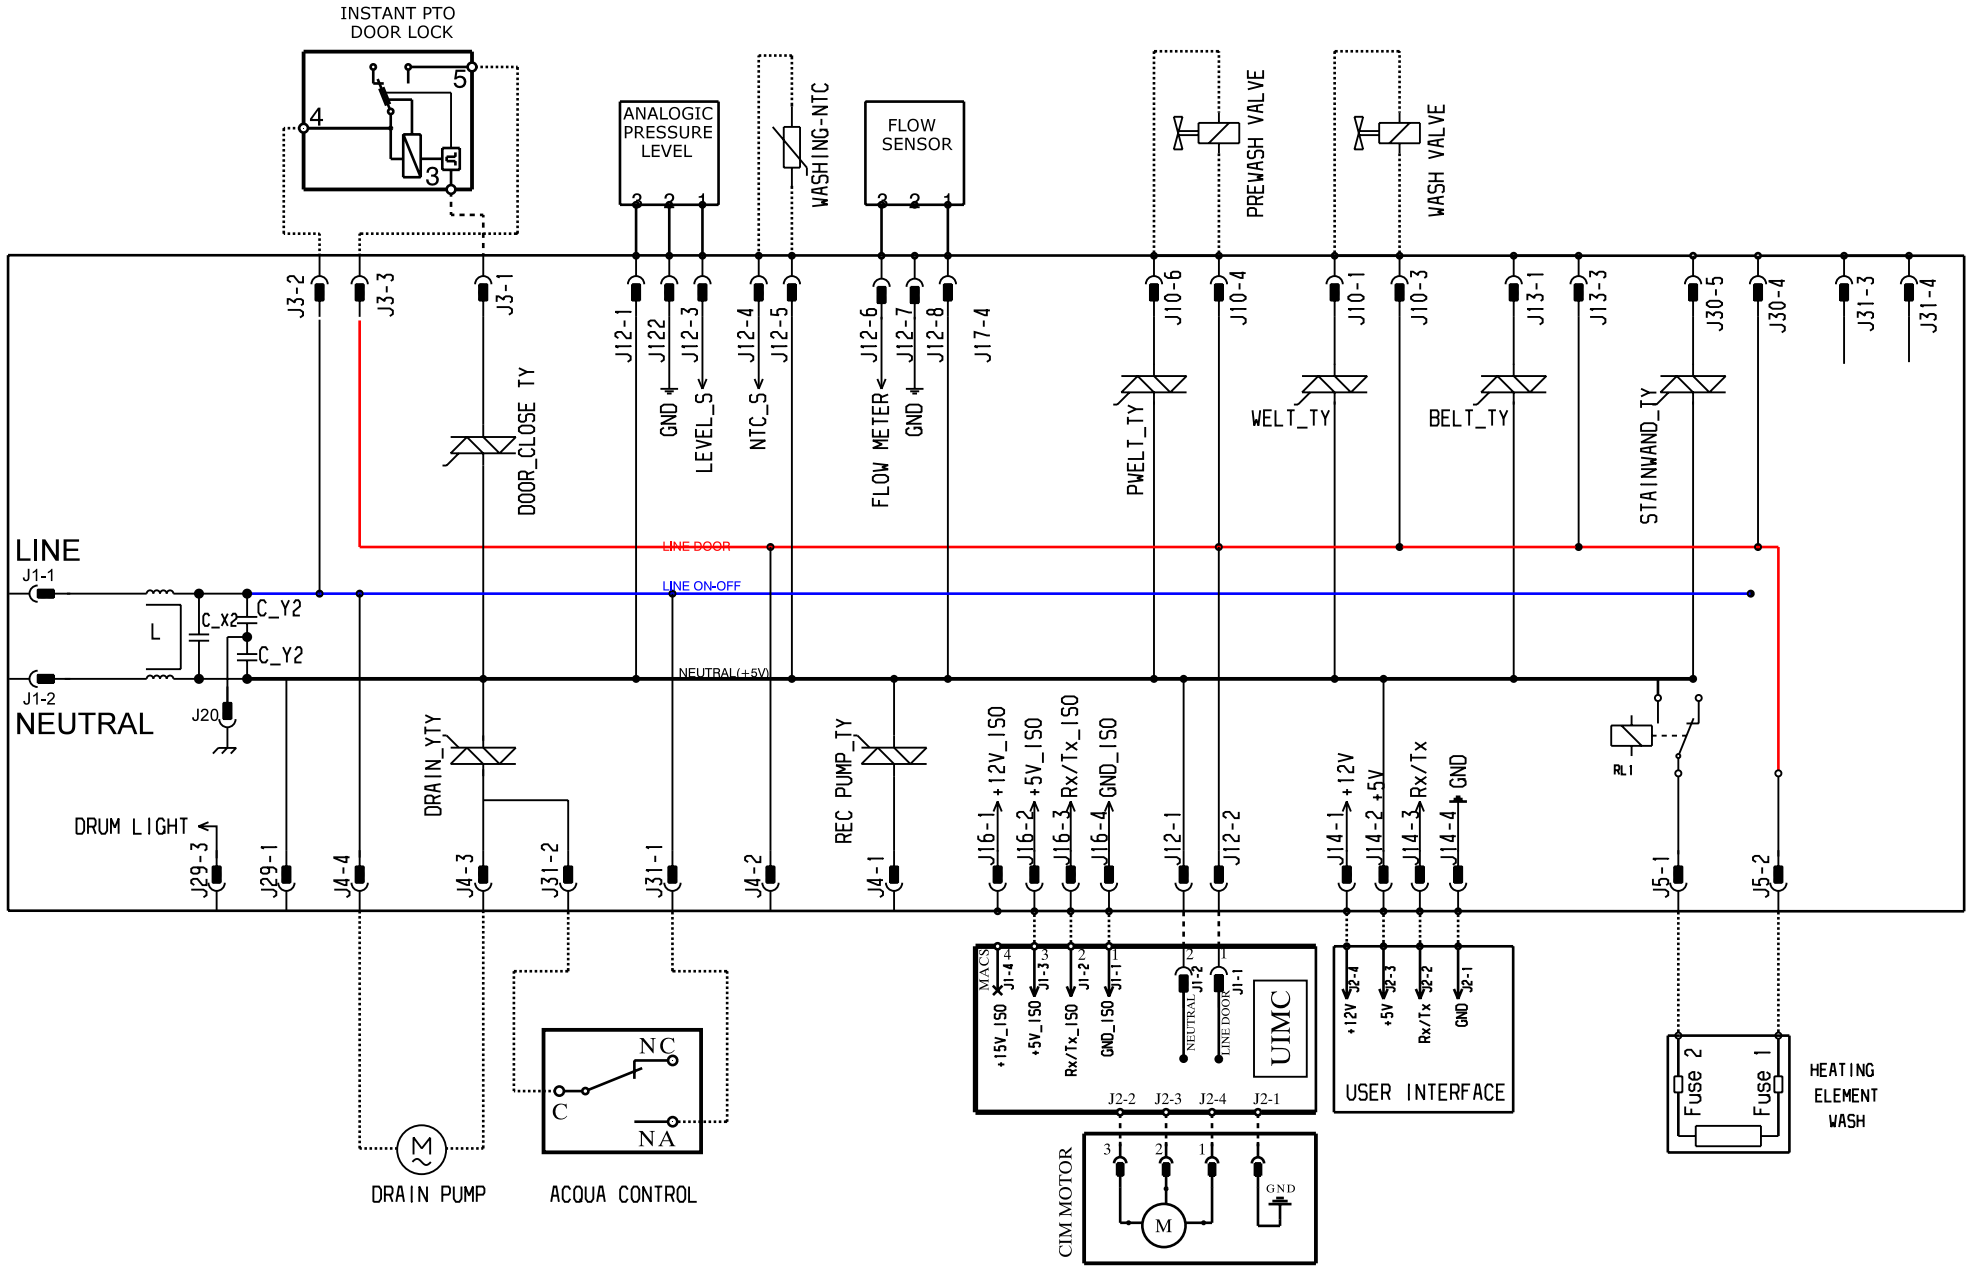 INSTANT PTO
DOOR LOCK
5
4
3
ANALOGIC
PRESSURE
LEVEL
3 2 1
WASHING-NTC
FLOW
SENSOR
3 2 1
PREWASH VALVE
WASH VALVE
J3-2
J3-3
J3-1
J12-1
J122
J12-3
J12-4
J12-5
J12-6
J12-7
J12-8
J17-4
J10-6
J10-4
J10-1
J10-3
J13-1
J13-3
J30-5
J30-4
J31-3
J31-4
DOOR_CLOSE TY
GND
LEVEL_S
NTC_S
FLOW METER
GND
PWELT_TY
WELT_TY
BELT_TY
STAINWAND_TY
LINE
J1-1
LINE DOOR
LINE ON-OFF
L
C_X2
C_Y2
C_Y2
NEUTRAL(+5V)
J1-2
NEUTRAL
J20
DRAIN_YTY
REC PUMP_TY
+12V_ISO
+5V_ISO
Rx/Tx_ISO
GND_ISO
+12V
+5V
Rx/Tx
GND
RL1
DRUM LIGHT
J29-3
J29-1
J4-4
J4-3
J31-2
J31-1
J4-2
J4-1
J16-1
J16-2
J16-3
J16-4
J12-1
J12-2
J14-1
J14-2
J14-3
J14-4
J5-1
J5-2
MACS
4 3 2 1 2 1
J1-4
J1-3
J1-2
J1-1
J1-2
J1-1
+15V_ISO
+5V_ISO
Rx/Tx_ISO
GND_ISO
NEUTRAL
LINE DOOR
UIMC
J2-4
J2-3
J2-2
J2-1
+12V
+5V
Rx/Tx
GND
USER INTERFACE
NC
C
NA
Fuse 2
Fuse 1
HEATING
ELEMENT
WASH
J2-2 J2-3 J2-4 J2-1
CIM MOTOR
3 2 1
GND
M
M
DRAIN PUMP
ACQUA CONTROL